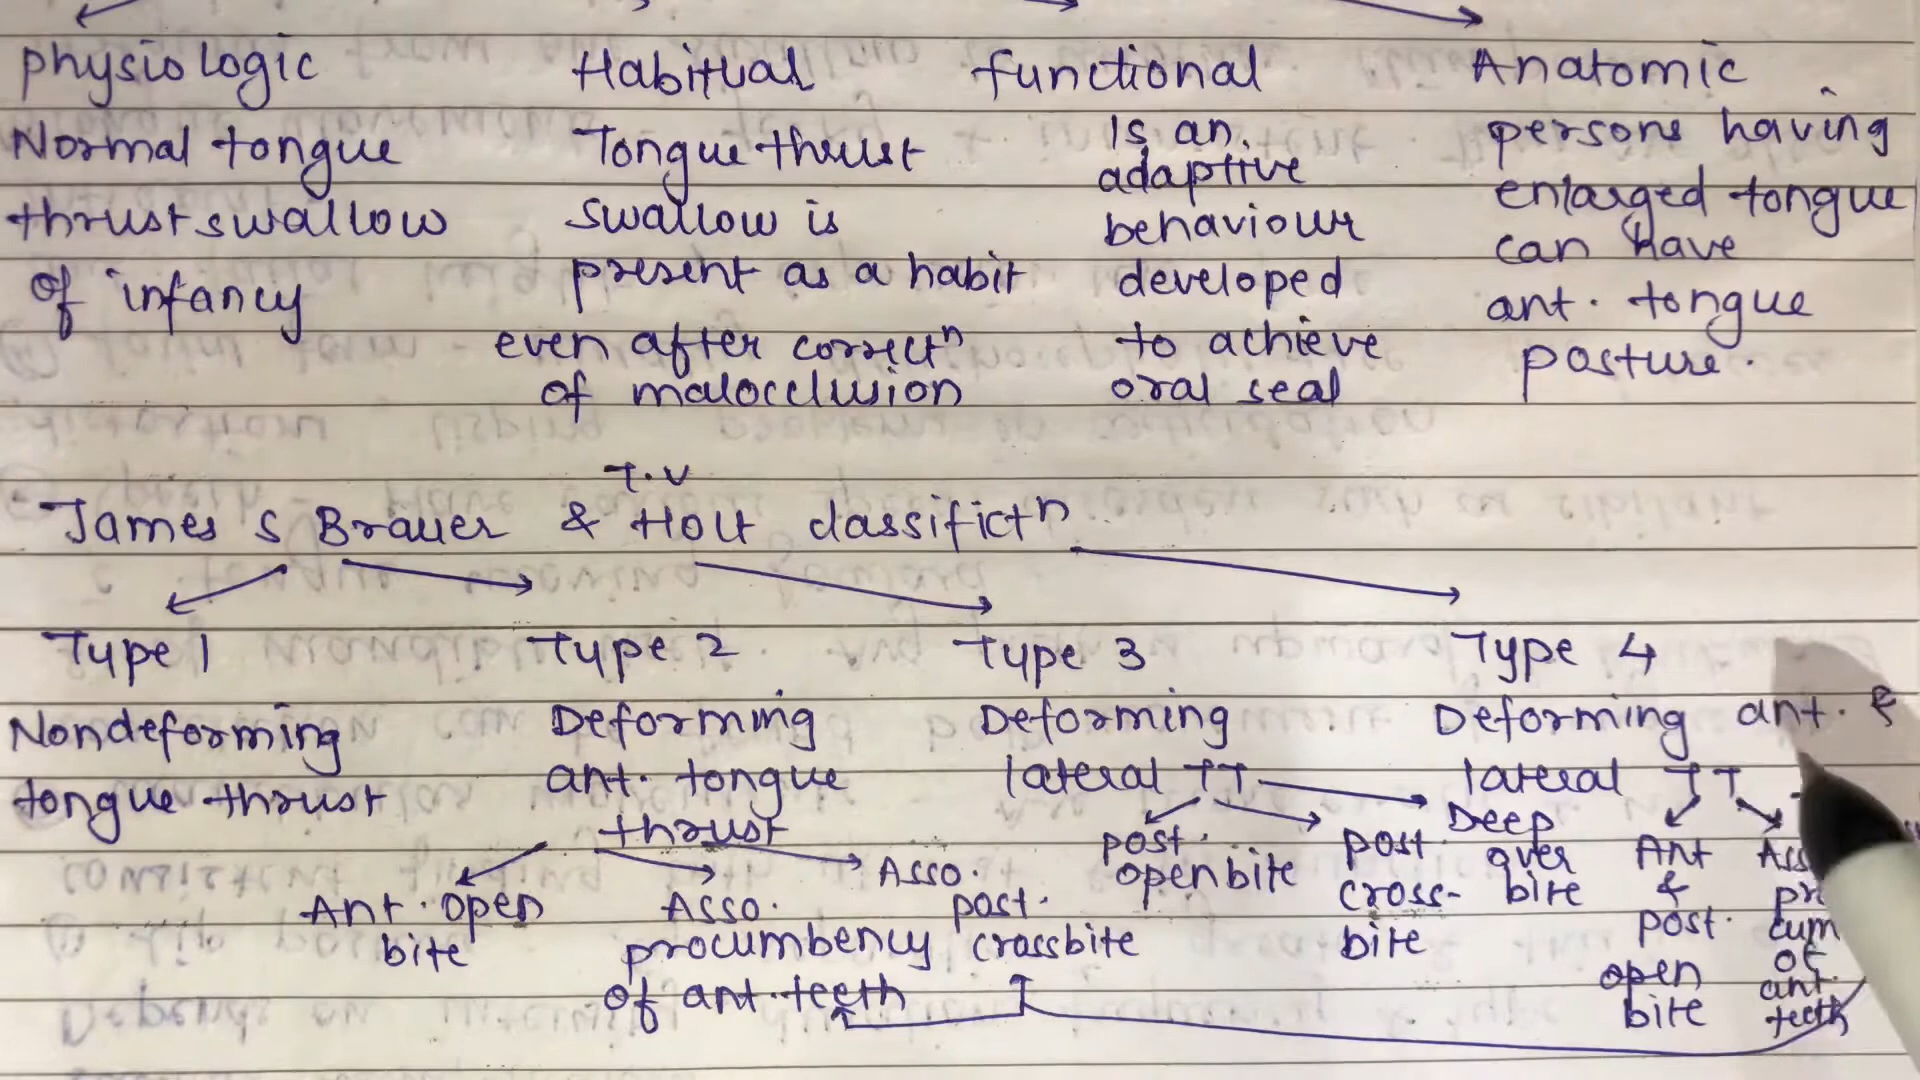 physiologic
Normal tongue
thrust swallow
of infancy
Habitual
Tongue thrust
swallow is
present as a habit
even after correctⁿ
of malocclusion
functional
Is an
adaptive
behaviour
developed
to achieve
oral seal
Anatomic
persons having
enlarged tongue
can have
ant. tongue
posture.
T.V
James S Brauer & Holt classifictⁿ
Type 1
Nondeforming
tongue thrust
Type 2
Deforming
ant. tongue
thrust
Ant. open
bite
Asso.
procumbency
of ant. teeth
Asso.
post.
crossbite
Type 3
Deforming
lateral TT
post.
openbite
post.
cross-
bite
Deep
over
bite
Type 4
Deforming ant. &
lateral TT
Ant
&
post.
open
bite
of
ant.
teeth